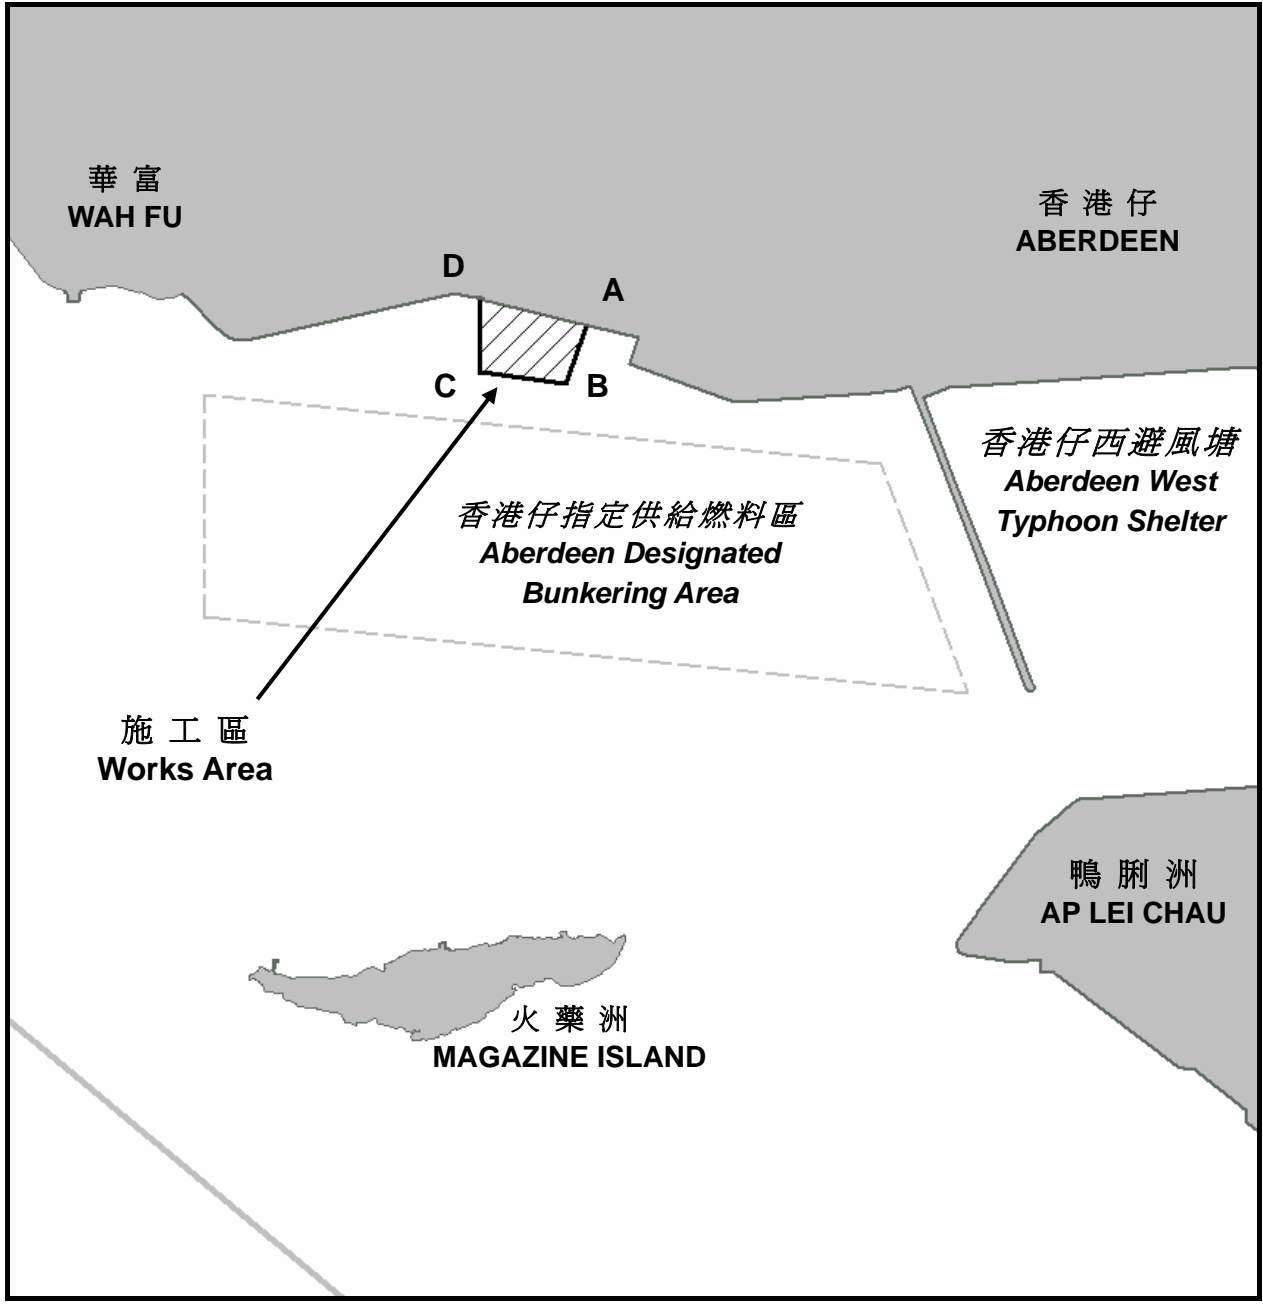 華富
WAH FU
香港仔
ABERDEEN
D
A
C
B
香港仔西避風塘
Aberdeen West
Typhoon Shelter
香港仔指定供給燃料區
Aberdeen Designated
Bunkering Area
施工區
Works Area
鴨脷洲
AP LEI CHAU
火藥洲
MAGAZINE ISLAND